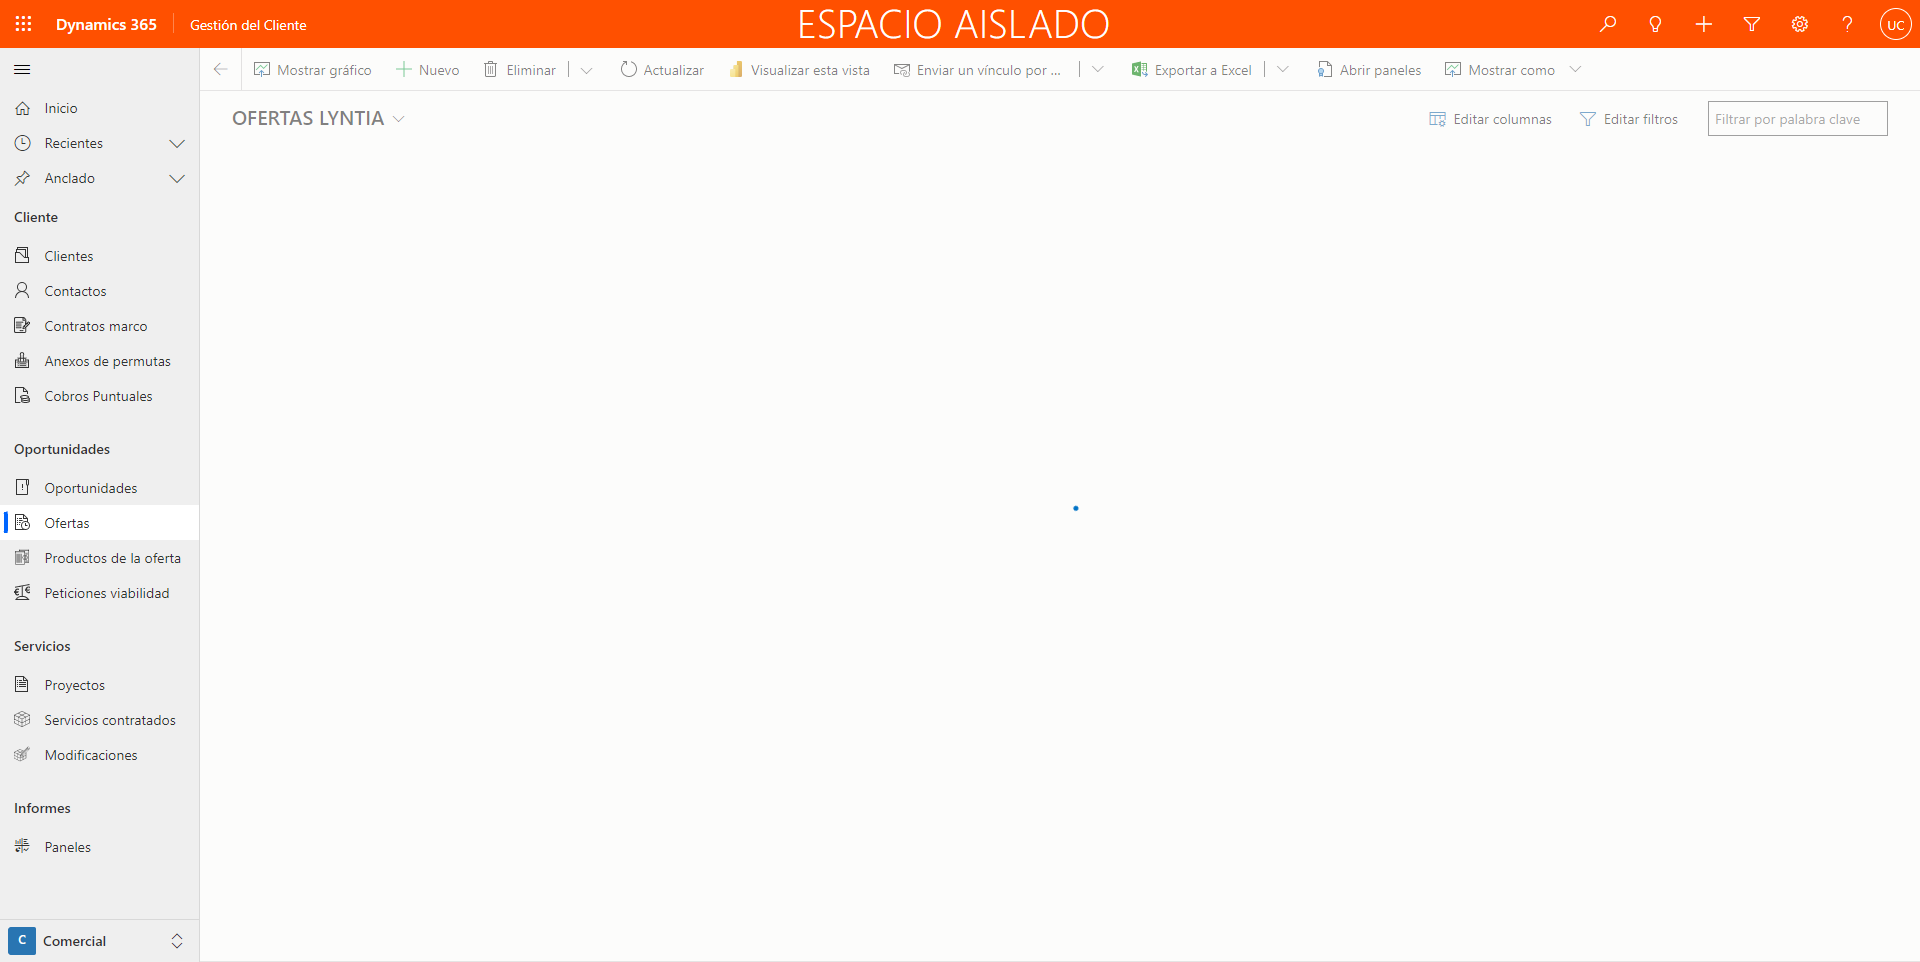 Dynamics 365
Gestión del Cliente
ESPACIO AISLADO
UC
Mostrar gráfico
Nuevo
Eliminar
Actualizar
Visualizar esta vista
Enviar un vínculo por ...
Exportar a Excel
Abrir paneles
Mostrar como
OFERTAS LYNTIA
Editar columnas
Editar filtros
Filtrar por palabra clave
Inicio
Recientes
Anclado
Cliente
Clientes
Contactos
Contratos marco
Anexos de permutas
Cobros Puntuales
Oportunidades
Oportunidades
Ofertas
Productos de la oferta
Peticiones viabilidad
Servicios
Proyectos
Servicios contratados
Modificaciones
Informes
Paneles
C Comercial